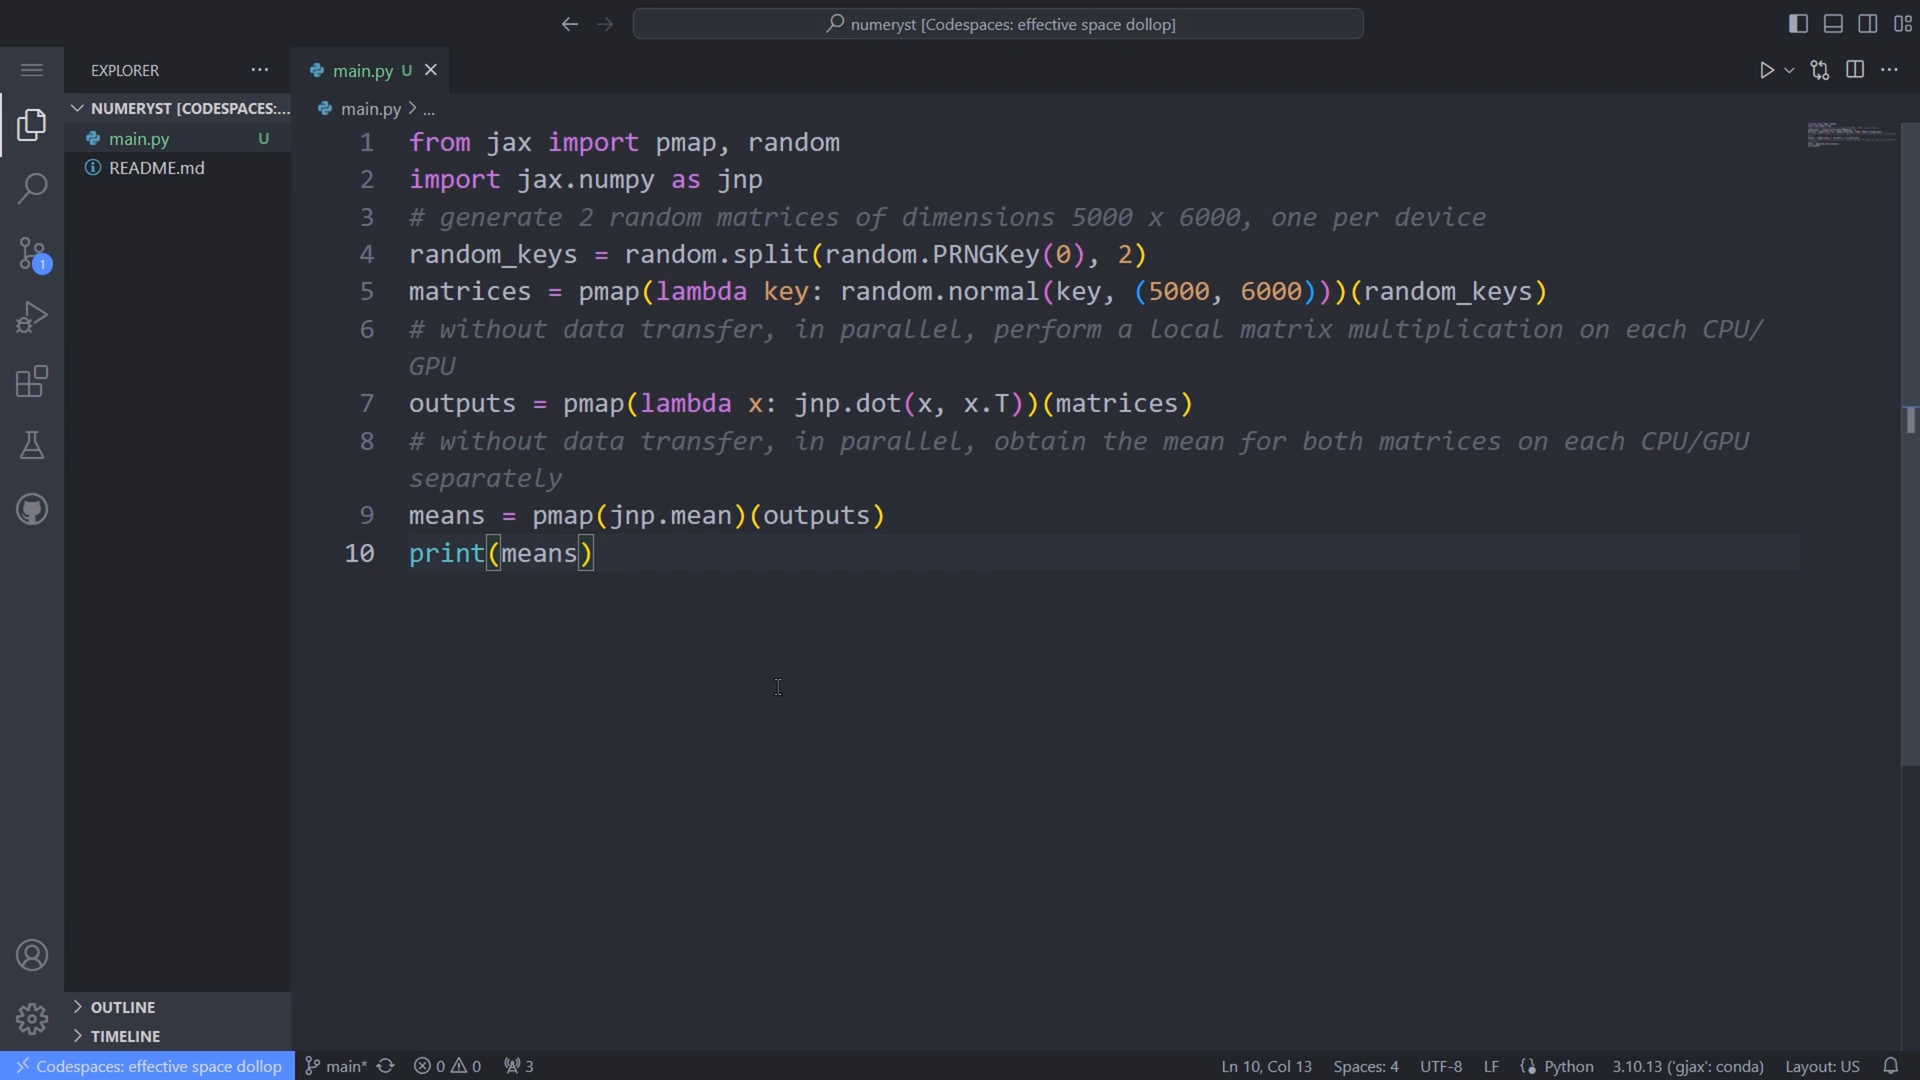 numeryst [Codespaces: effective space dollop]
EXPLORER
NUMERYST [CODESPACES:...
main.py U
README.md
OUTLINE
TIMELINE
main.py U
main.py > ...
1 from jax import pmap, random
2 import jax.numpy as jnp
3 # generate 2 random matrices of dimensions 5000 x 6000, one per device
4 random_keys = random.split(random.PRNGKey(0), 2)
5 matrices = pmap(lambda key: random.normal(key, (5000, 6000)))(random_keys)
6 # without data transfer, in parallel, perform a local matrix multiplication on each CPU/
GPU
7 outputs = pmap(lambda x: jnp.dot(x, x.T))(matrices)
8 # without data transfer, in parallel, obtain the mean for both matrices on each CPU/GPU
separately
9 means = pmap(jnp.mean)(outputs)
10 print(means)
1
Codespaces: effective space dollop main* 0 0 3 Ln 10, Col 13 Spaces: 4 UTF-8 LF Python 3.10.13 ('gjax': conda) Layout: US